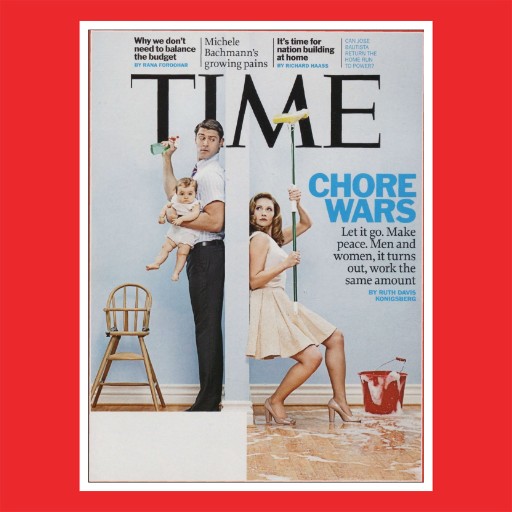 Why we don't
need to balance
the budget
BY RANA FOROOHAR
Michele
Bachmann's
growing pains
It's time for
nation building
at home
BY RICHARD HAASS
CAN JOSE
BAUTISTA
RETURN THE
HOME RUN
TO POWER?
TIME
CHORE
WARS
Let it go. Make
peace. Men and
women, it turns
out, work the
same amount
BY RUTH DAVIS
KONIGSBERG